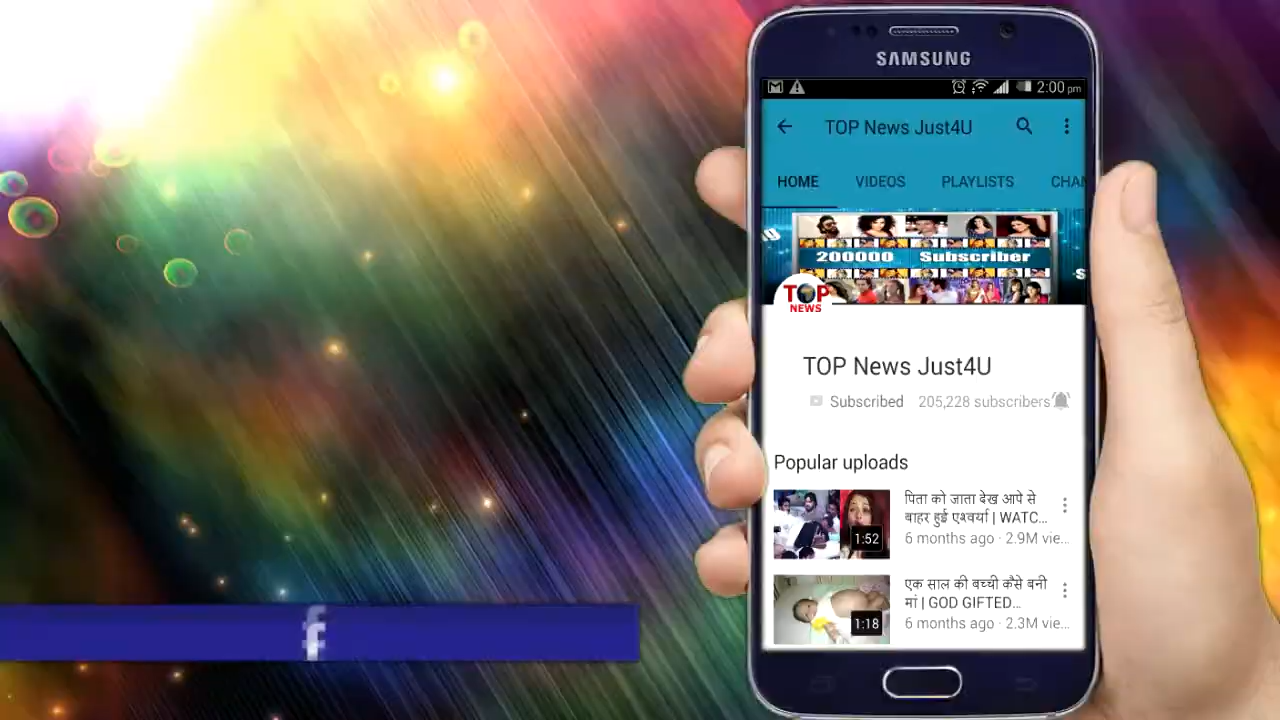 SAMSUNG
2:00 pm
TOP News Just4U
HOME VIDEOS PLAYLISTS CHAN
200000 Subscriber
TOP
NEWS
TOP News Just4U
Subscribed 205,228 subscribers
Popular uploads
पिता को जाता देख आपे से
बाहर हुई एश्वर्या | WATC...
1:52
6 months ago · 2.9M vie...
एक साल की बच्ची कैसे बनी
मां | GOD GIFTED...
1:18
6 months ago · 2.3M vie...
f